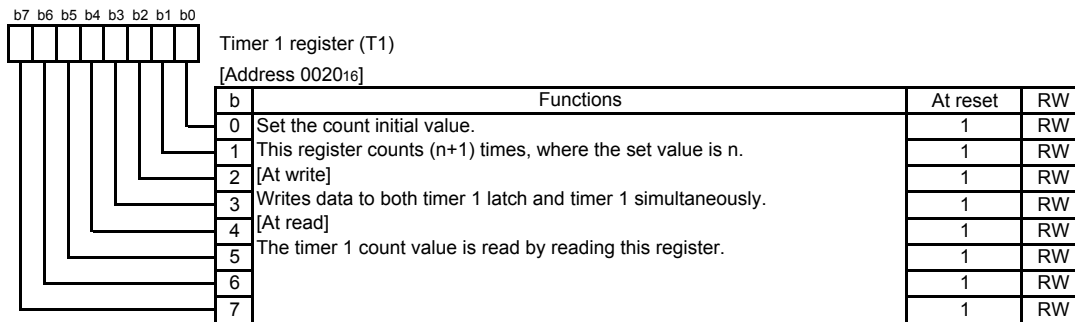 b7 b6 b5 b4 b3 b2 b1 b0
Timer 1 register (T1)
[Address 002016]
b Functions At reset RW
0 Set the count initial value. 1 RW
1 This register counts (n+1) times, where the set value is n. 1 RW
2 [At write] 1 RW
3 Writes data to both timer 1 latch and timer 1 simultaneously. 1 RW
4 [At read] 1 RW
5 The timer 1 count value is read by reading this register. 1 RW
6 1 RW
7 1 RW